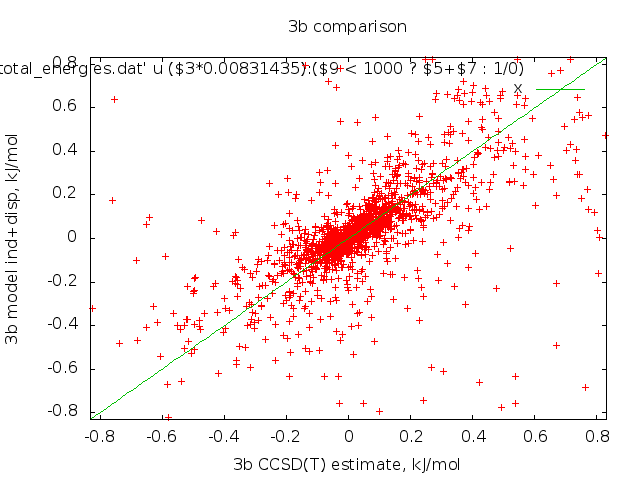 3b comparison
total_energies.dat' u ($3*0.00831435):($9 < 1000 ? $5+$7 : 1/0)
x
0.8
0.6
0.4
0.2
0
-0.2
-0.4
-0.6
-0.8
3b model ind+disp, kJ/mol
-0.8 -0.6 -0.4 -0.2 0 0.2 0.4 0.6 0.8
3b CCSD(T) estimate, kJ/mol